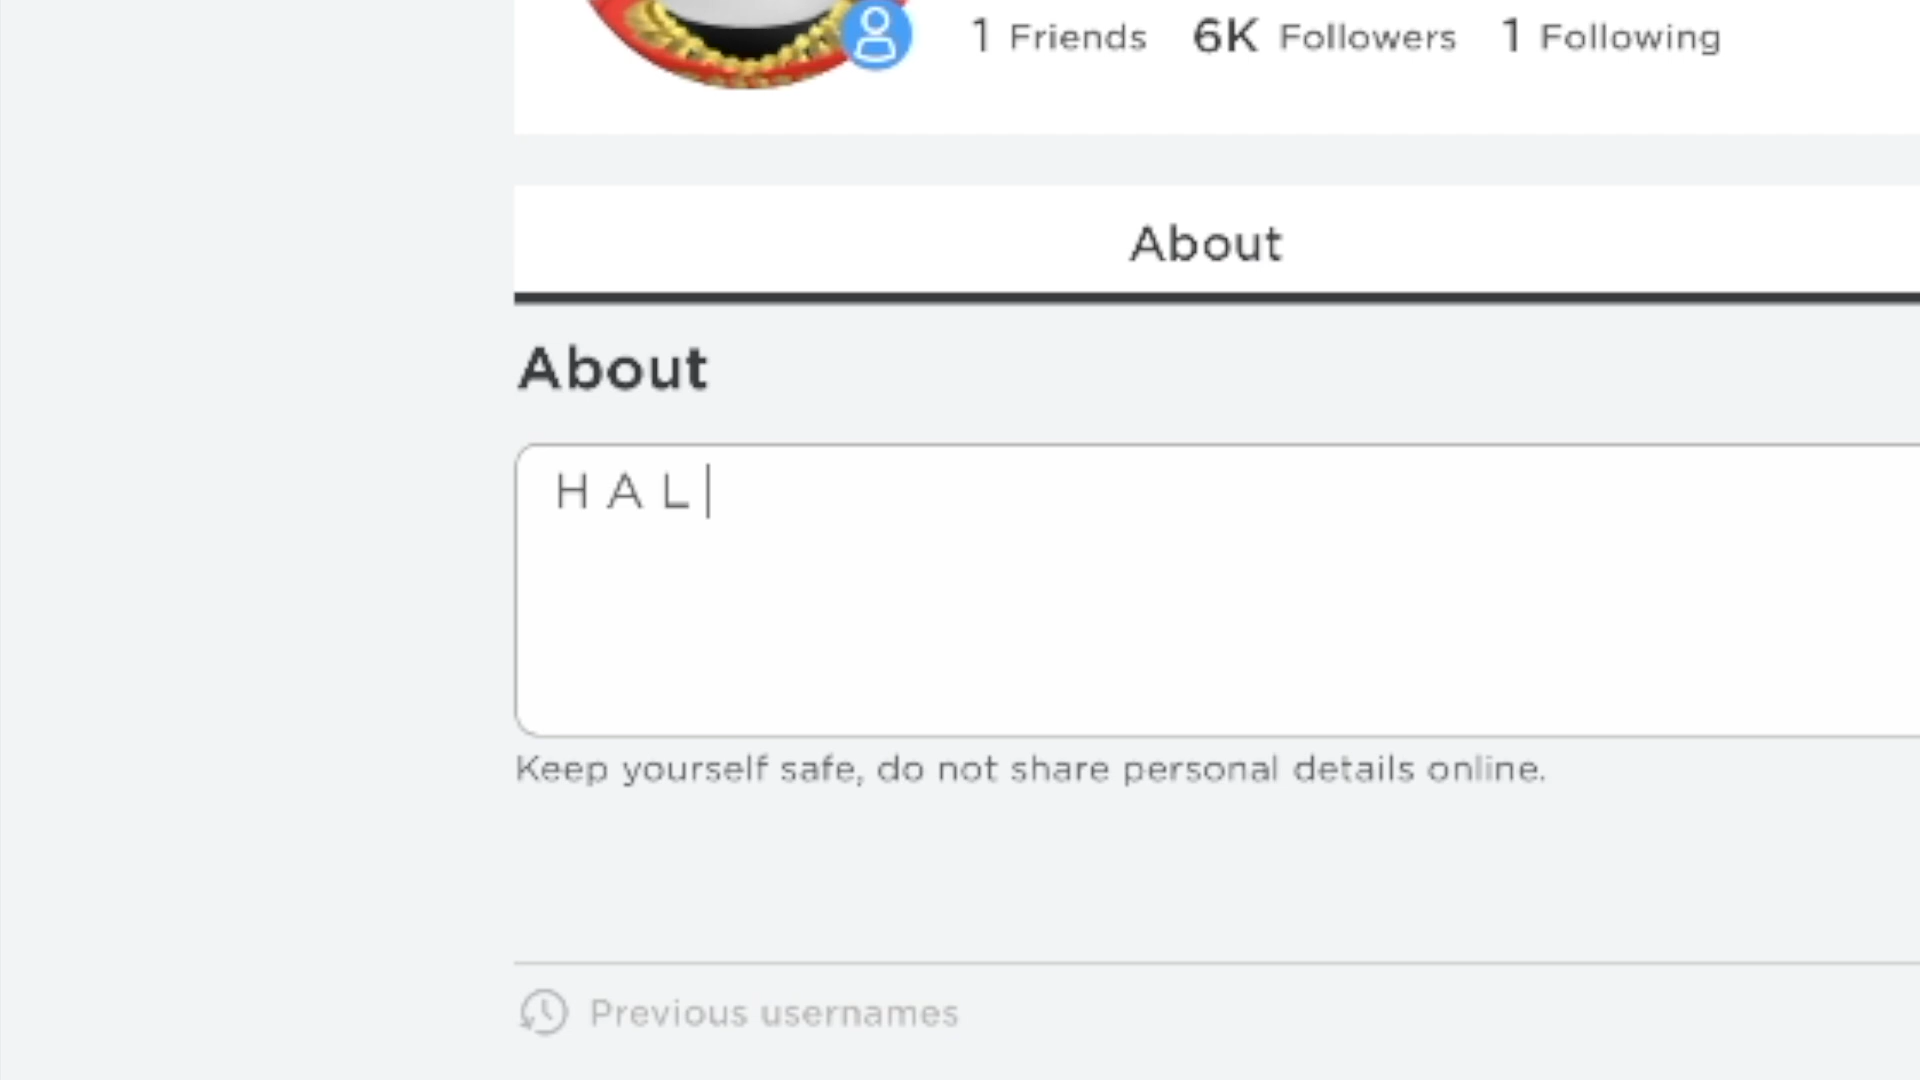 1 Friends 6K Followers 1 Following
About
About
H A L
Keep yourself safe, do not share personal details online.
Previous usernames